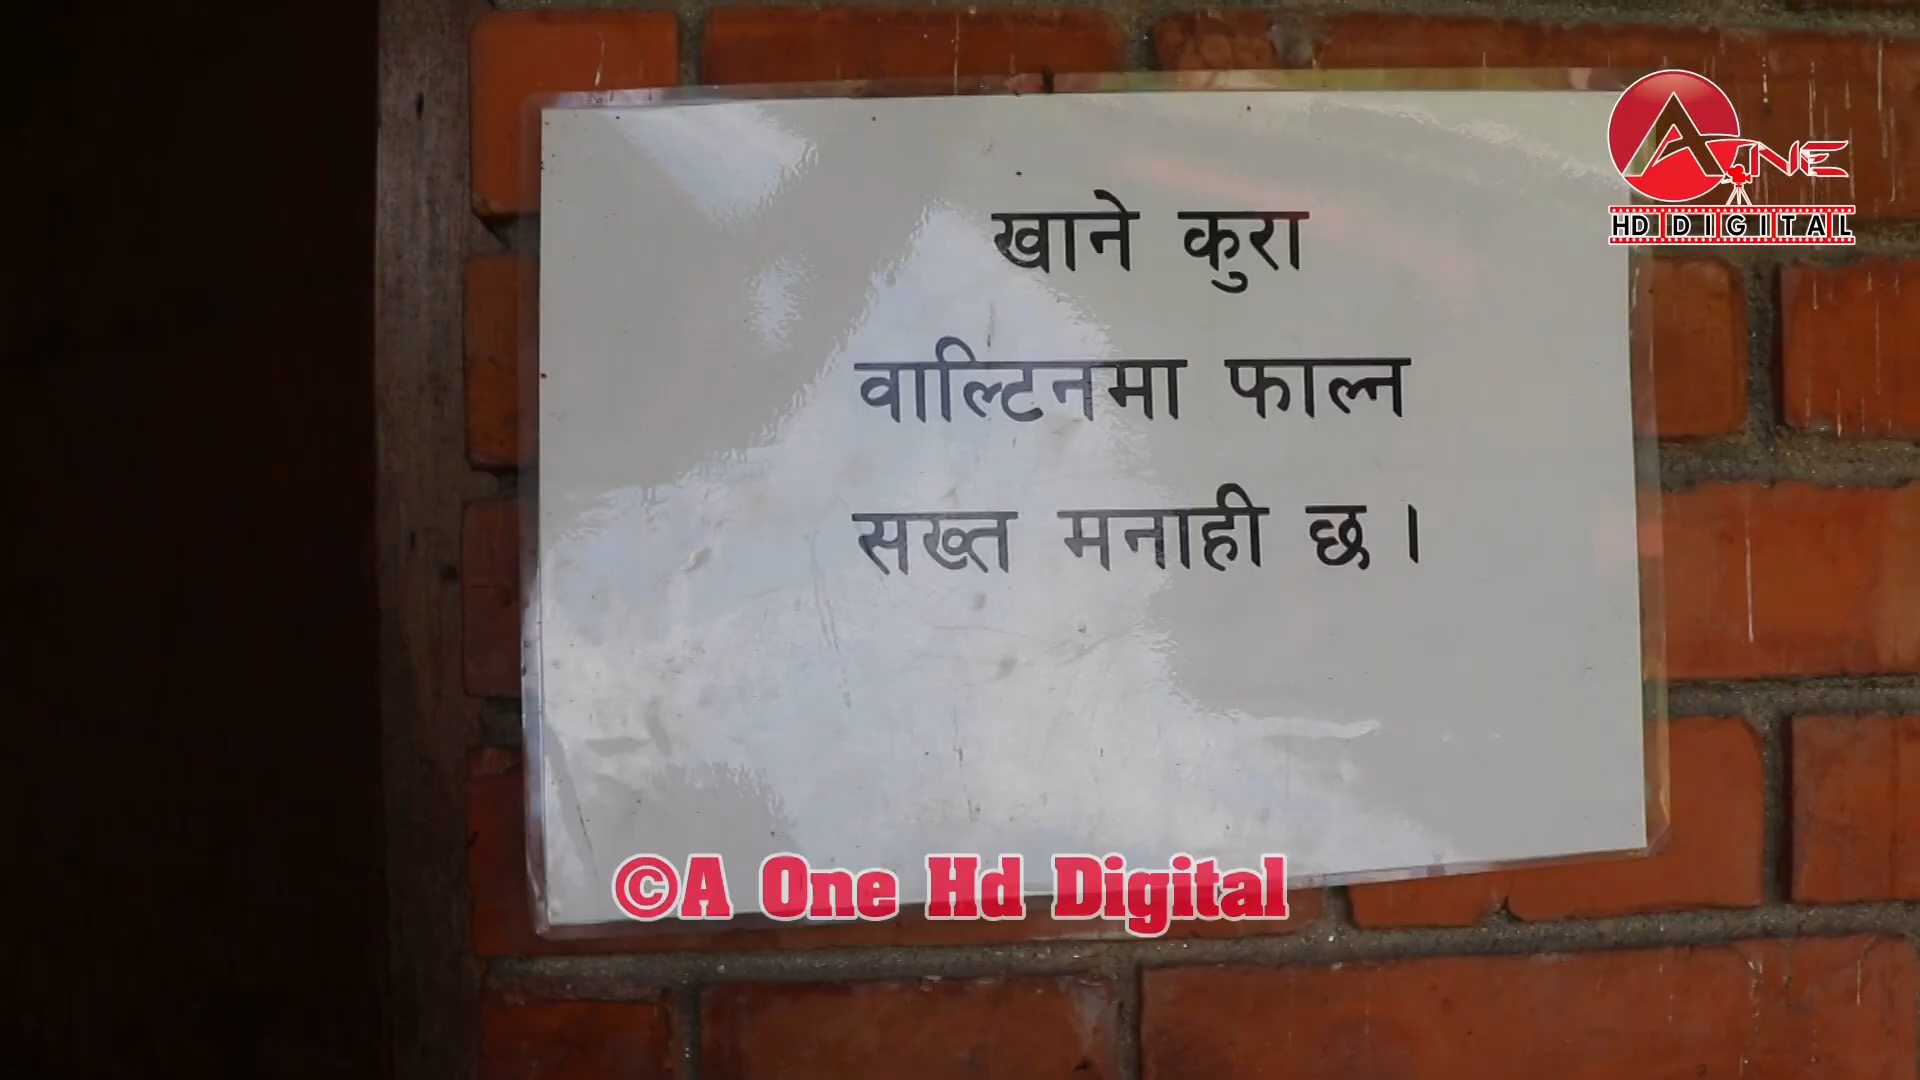 A ONE
HD DIGITAL
खाने कुरा
वाल्टिनमा फाल्न
सख्त मनाही छ ।
©A One Hd Digital